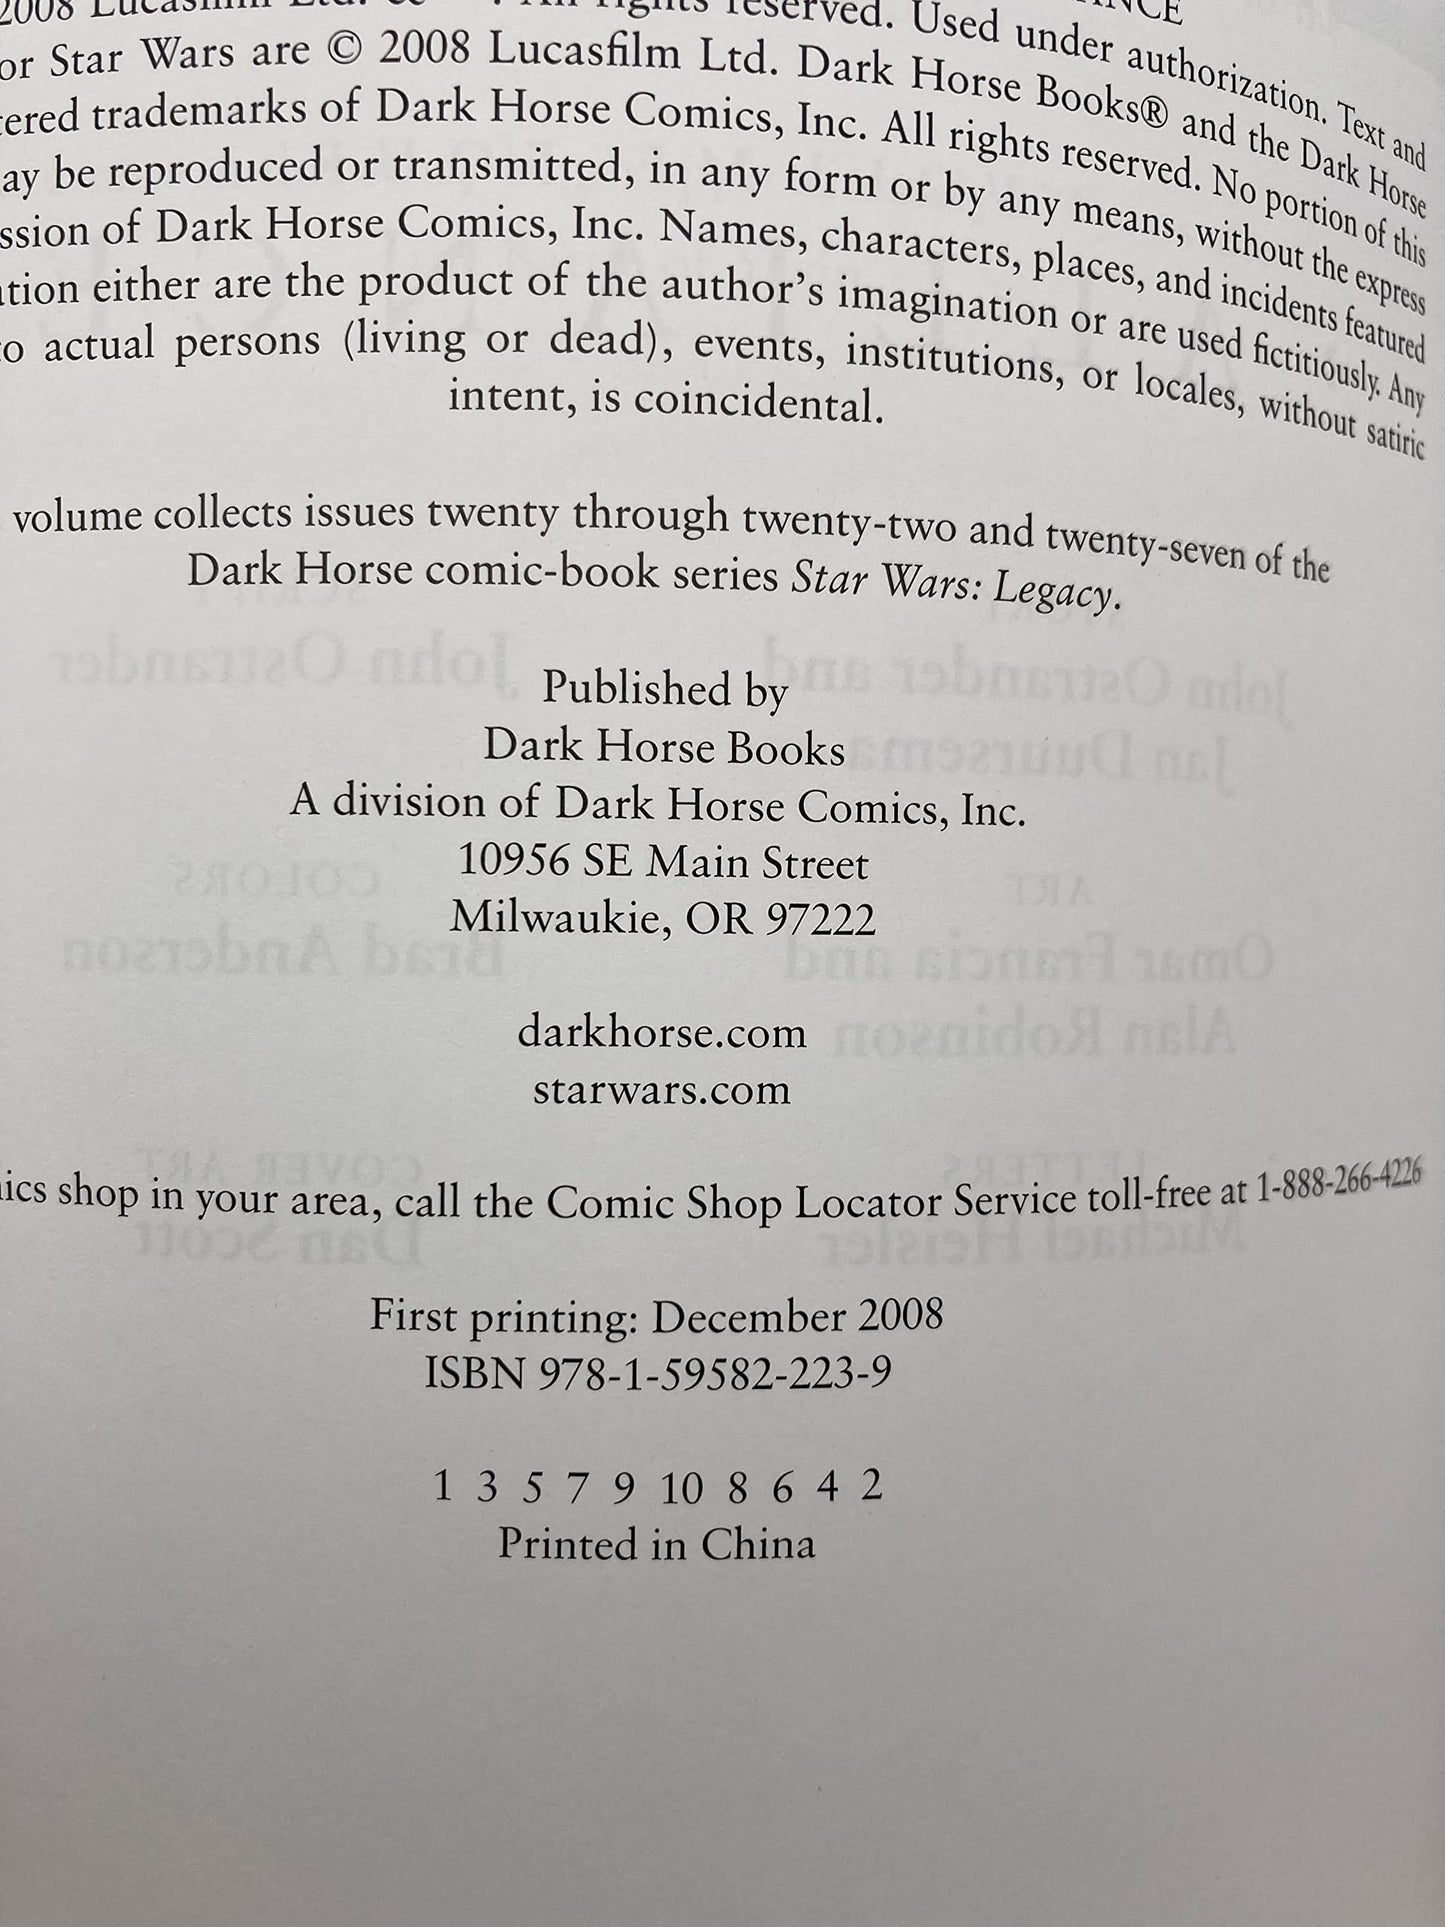 2008 Lucasfilm Ltd. All rights reserved. Used under authorization. Text and
or Star Wars are © 2008 Lucasfilm Ltd. Dark Horse Books® and the Dark Horse
tered trademarks of Dark Horse Comics, Inc. All rights reserved. No portion of this
ay be reproduced or transmitted, in any form or by any means, without the express
ssion of Dark Horse Comics, Inc. Names, characters, places, and incidents featured
ation either are the product of the author's imagination or are used fictitiously. Any
to actual persons (living or dead), events, institutions, or locales, without satiric
intent, is coincidental.
volume collects issues twenty through twenty-two and twenty-seven of the
Dark Horse comic-book series Star Wars: Legacy.
Published by
Dark Horse Books
A division of Dark Horse Comics, Inc.
10956 SE Main Street
Milwaukie, OR 97222
darkhorse.com
starwars.com
ics shop in your area, call the Comic Shop Locator Service toll-free at 1-888-266-4226
First printing: December 2008
ISBN 978-1-59582-223-9
1 3 5 7 9 10 8 6 4 2
Printed in China